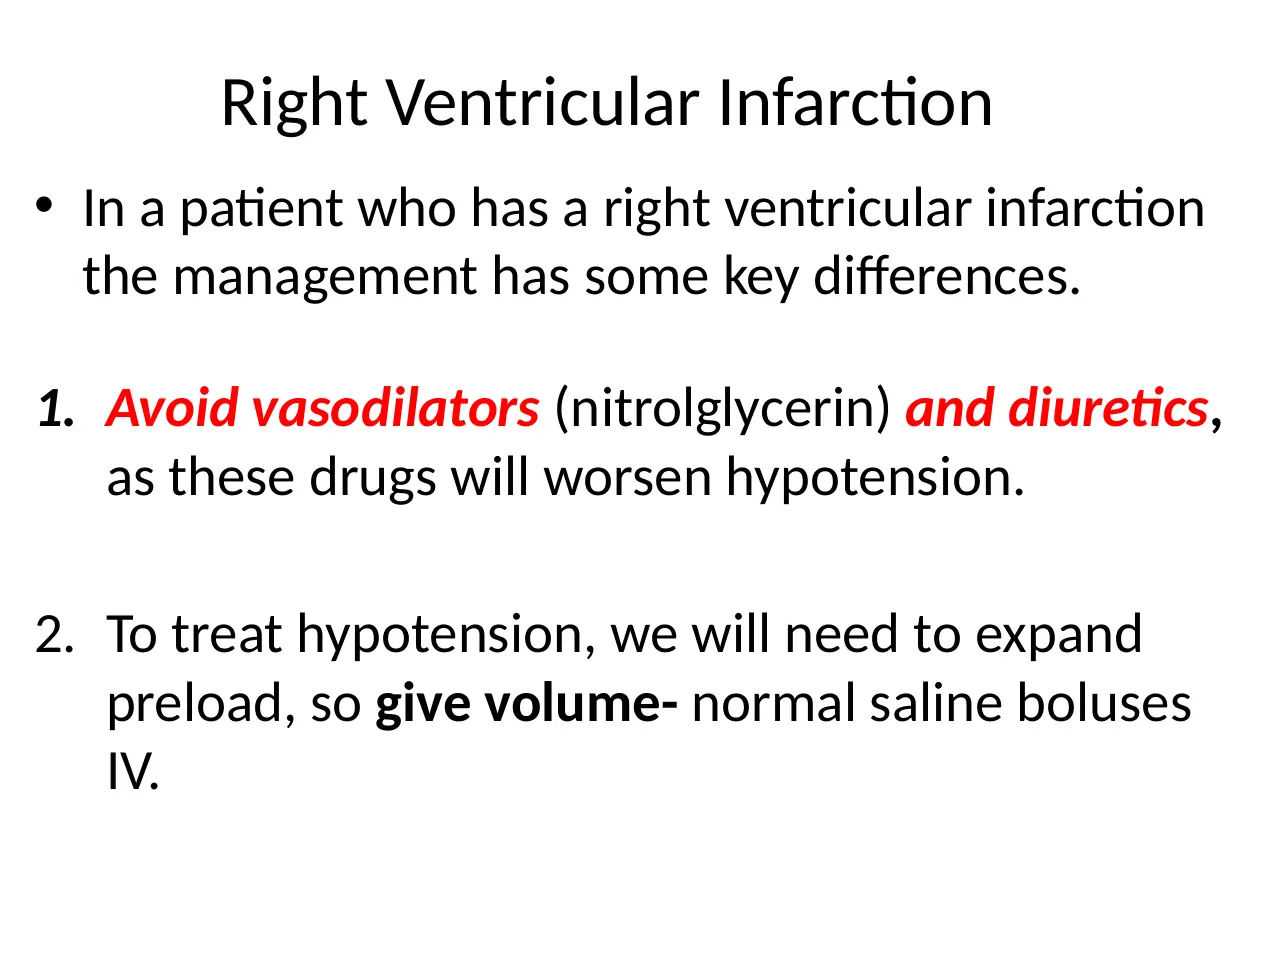 Right Ventricular Infarction
• In a patient who has a right ventricular infarction
the management has some key differences.
1. Avoid vasodilators (nitrolglycerin) and diuretics,
as these drugs will worsen hypotension.
2. To treat hypotension, we will need to expand
preload, so give volume- normal saline boluses
IV.